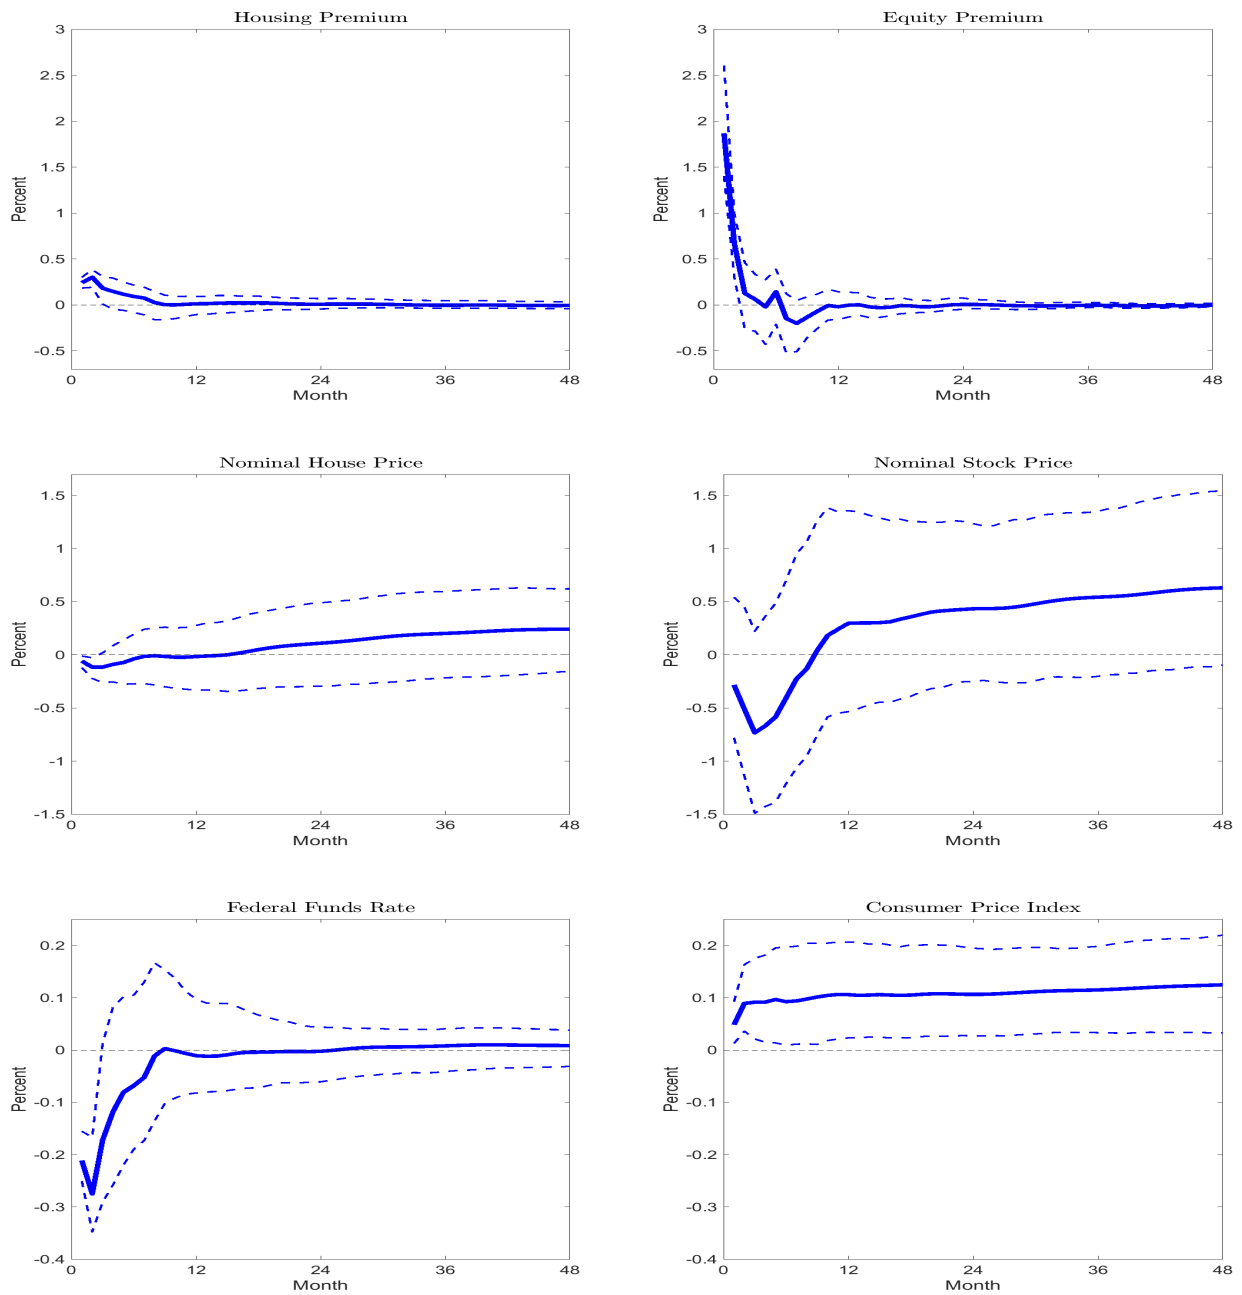 Housing Premium
3
2.5
2
1.5
1
0.5
0
-0.5
Percent
0 12 24 36 48
Month
Equity Premium
3
2.5
2
1.5
1
0.5
0
-0.5
Percent
0 12 24 36 48
Month
Nominal House Price
1.5
1
0.5
0
-0.5
-1
-1.5
Percent
0 12 24 36 48
Month
Nominal Stock Price
1.5
1
0.5
0
-0.5
-1
-1.5
Percent
0 12 24 36 48
Month
Federal Funds Rate
0.2
0.1
0
-0.1
-0.2
-0.3
-0.4
Percent
0 12 24 36 48
Month
Consumer Price Index
0.2
0.1
0
-0.1
-0.2
-0.3
-0.4
Percent
0 12 24 36 48
Month